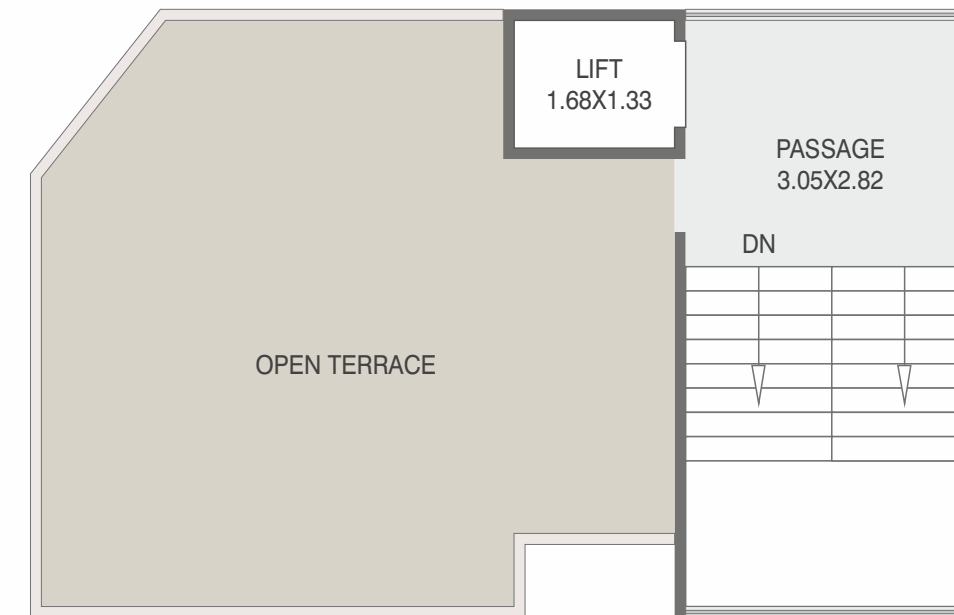 LIFT
1.68X1.33
PASSAGE
3.05X2.82
DN
OPEN TERRACE